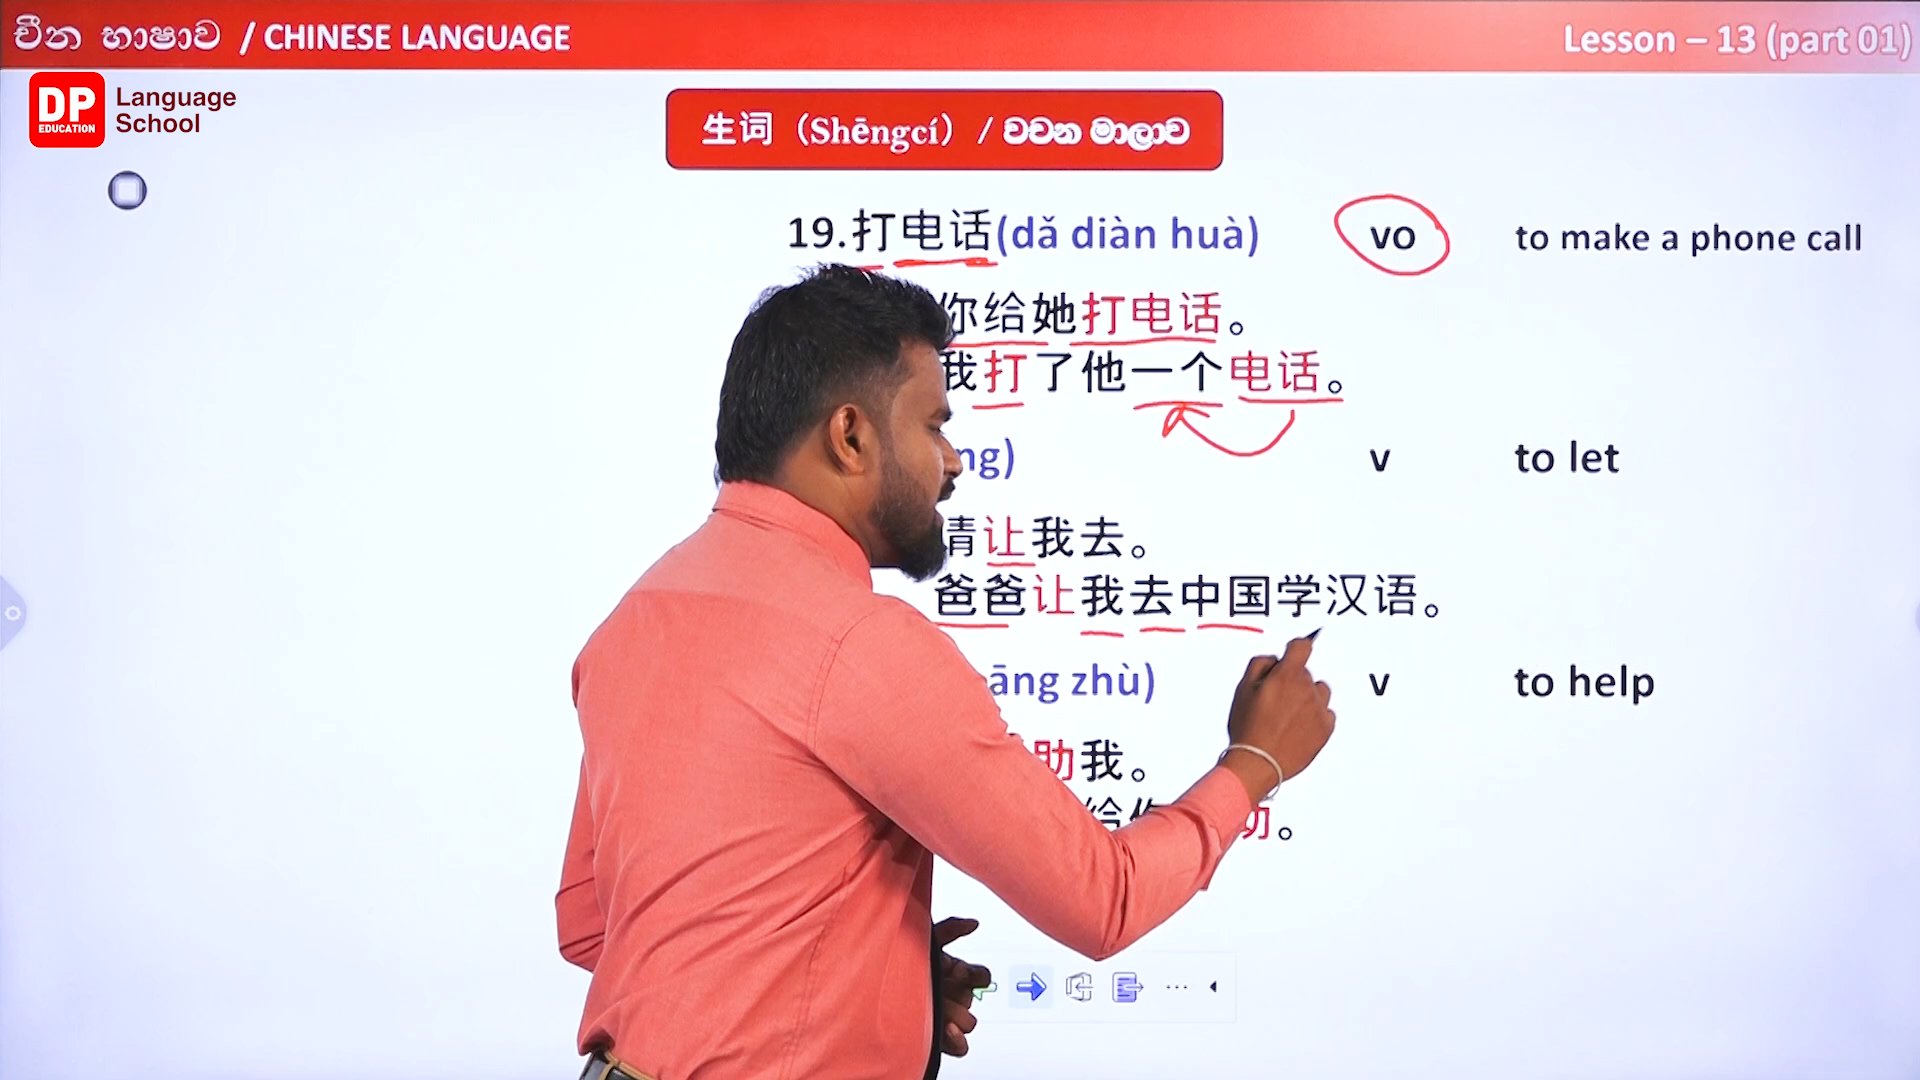 චීන භාෂාව / CHINESE LANGUAGE
Lesson – 13 (part 01)
DP
EDUCATION
Language
School
生词（Shēngcí）/ වචන මාලාව
19.打电话(dǎ diàn huà) vo to make a phone call
你给她打电话。
我打了他一个电话。
v to let
请让我去。
爸爸让我去中国学汉语。
zhù) v to help
助我。
给